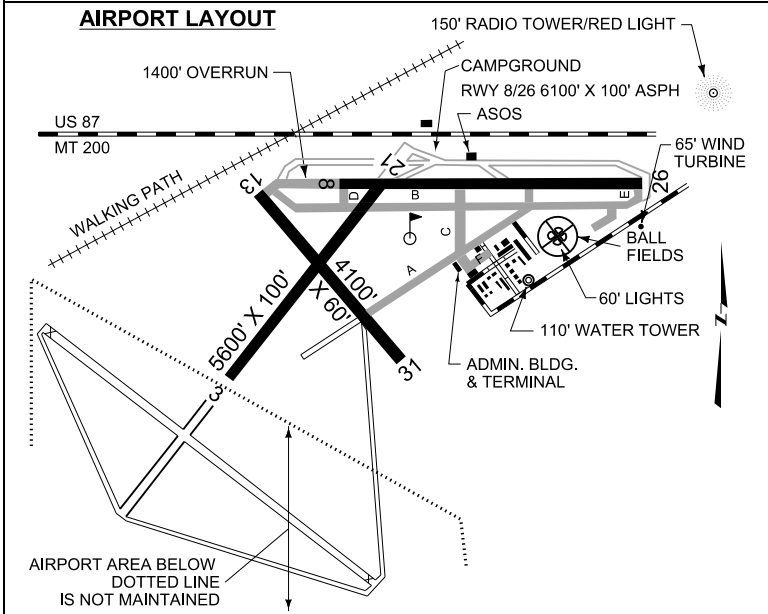 AIRPORT LAYOUT
150' RADIO TOWER/RED LIGHT
1400' OVERRUN
CAMPGROUND
RWY 8/26 6100' X 100' ASPH
ASOS
US 87
MT 200
65' WIND
TURBINE
WALKING PATH
13
8
21
26
D
B
E
C
A
F
BALL
FIELDS
4100'
X 60'
5600' X 100'
60' LIGHTS
110' WATER TOWER
31
ADMIN. BLDG.
& TERMINAL
3
N
AIRPORT AREA BELOW
DOTTED LINE
IS NOT MAINTAINED